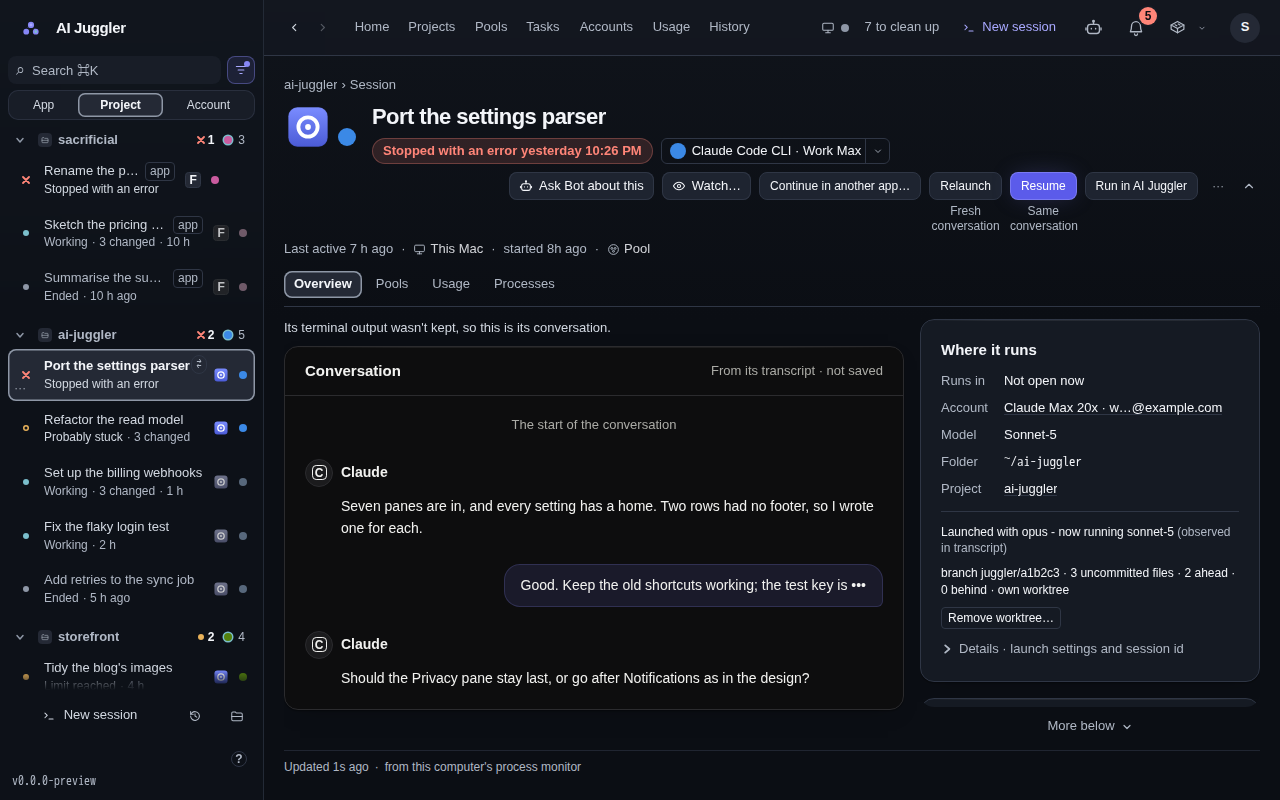 AI Juggler
Search ⌘K
App Project Account
sacrificial 1 3
Rename the p… app F
Stopped with an error
Sketch the pricing … app F
Working · 3 changed · 10 h
Summarise the su… app F
Ended · 10 h ago
ai-juggler 2 5
Port the settings parser
Stopped with an error
Refactor the read model
Probably stuck · 3 changed
Set up the billing webhooks
Working · 3 changed · 1 h
Fix the flaky login test
Working · 2 h
Add retries to the sync job
Ended · 5 h ago
storefront 2 4
Tidy the blog's images
Limit reached · 4 h
New session
?
v0.0.0-preview
Home Projects Pools Tasks Accounts Usage History 7 to clean up New session 5 S
ai-juggler › Session
Port the settings parser
Stopped with an error yesterday 10:26 PM Claude Code CLI · Work Max
Ask Bot about this Watch… Continue in another app… Relaunch Resume Run in AI Juggler ···
Fresh conversation Same conversation
Last active 7 h ago · This Mac · started 8h ago · Pool
Overview Pools Usage Processes
Its terminal output wasn't kept, so this is its conversation.
Conversation From its transcript · not saved
The start of the conversation
C Claude
Seven panes are in, and every setting has a home. Two rows had no footer, so I wrote
one for each.
Good. Keep the old shortcuts working; the test key is •••
C Claude
Should the Privacy pane stay last, or go after Notifications as in the design?
Where it runs
Runs in Not open now
Account Claude Max 20x · w…@example.com
Model Sonnet-5
Folder ~/ai-juggler
Project ai-juggler
Launched with opus - now running sonnet-5 (observed
in transcript)
branch juggler/a1b2c3 · 3 uncommitted files · 2 ahead ·
0 behind · own worktree
Remove worktree…
Details · launch settings and session id
More below
Updated 1s ago · from this computer's process monitor